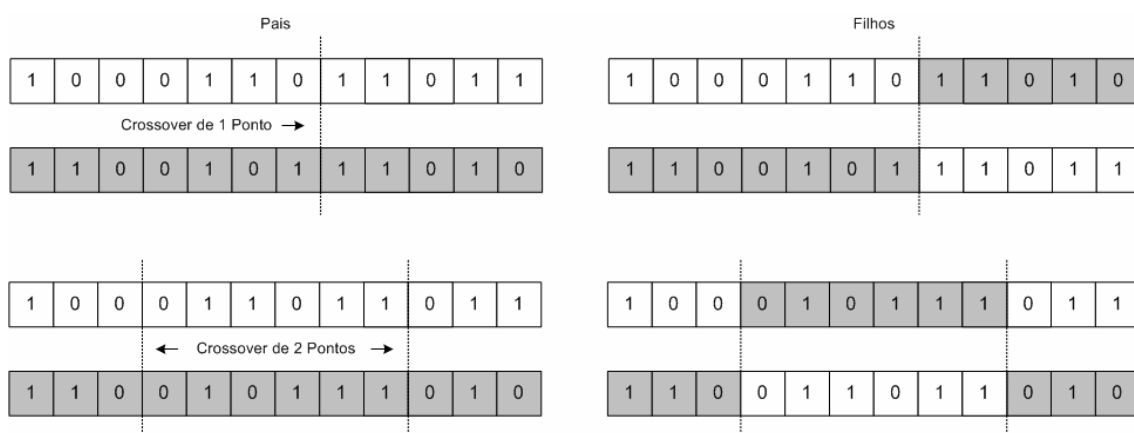 Pais Filhos
1 0 0 0 1 1 0 1 1 0 1 1 1 0 0 0 1 1 0 1 1 0 1 0
Crossover de 1 Ponto
1 1 0 0 1 0 1 1 1 0 1 0 1 1 0 0 1 0 1 1 1 0 1 1
1 0 0 0 1 1 0 1 1 0 1 1 1 0 0 0 1 0 1 1 1 0 1 1
Crossover de 2 Pontos
1 1 0 0 1 0 1 1 1 0 1 0 1 1 0 0 1 1 0 1 1 0 1 0